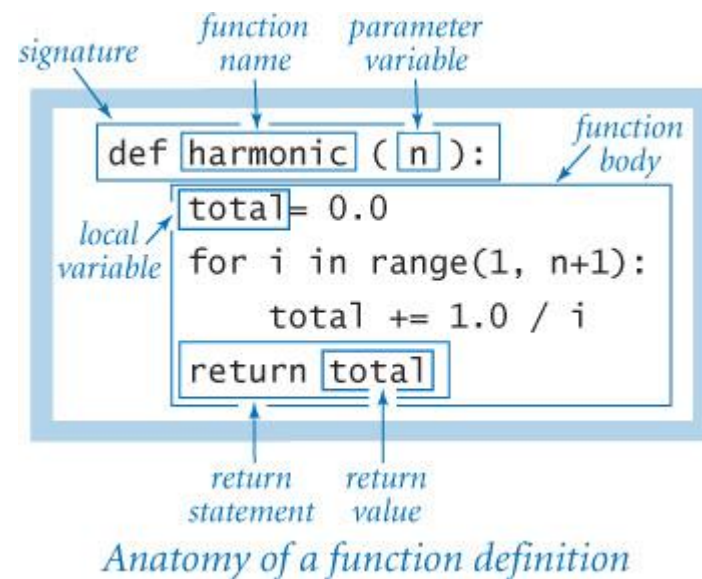 signature
function name
parameter variable
def harmonic ( n ):
function body
total= 0.0
local variable
for i in range(1, n+1):
total += 1.0 / i
return total
return statement
return value
Anatomy of a function definition